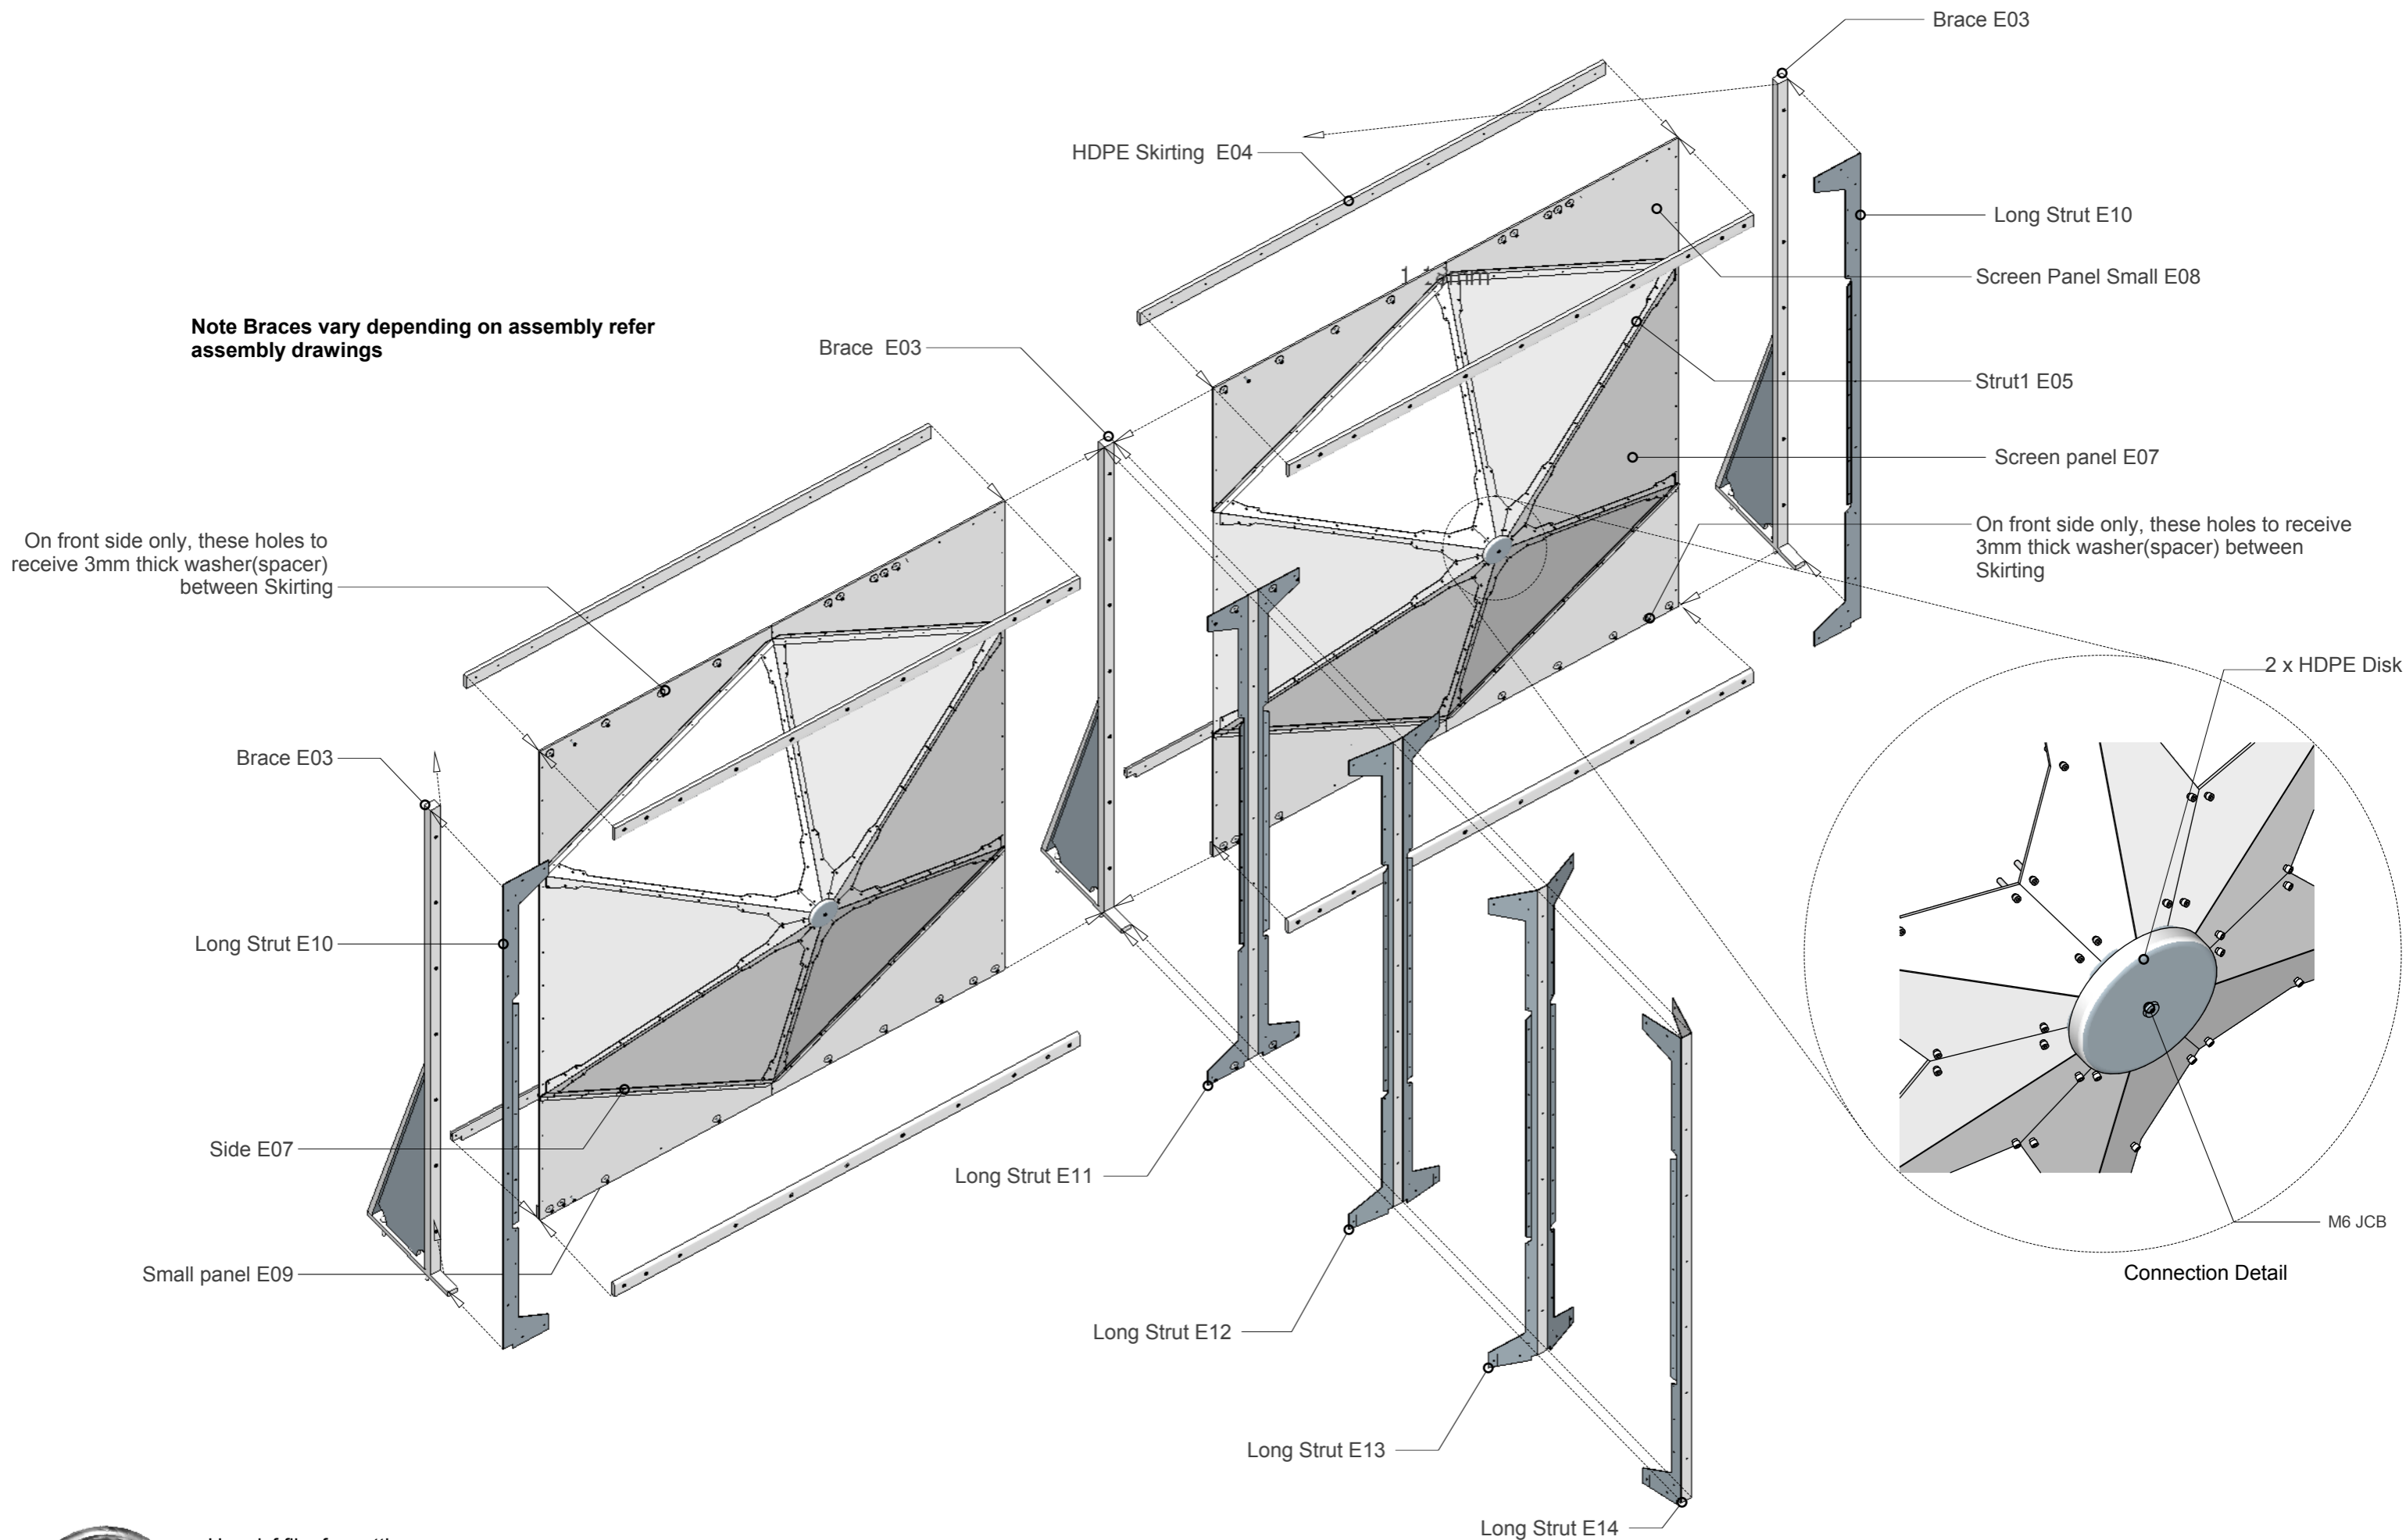 Brace E03
HDPE Skirting  E04
Long Strut E10
Screen Panel Small E08
Note Braces vary depending on assembly refer
assembly drawings
Brace  E03
Strut1 E05
Screen panel E07
On front side only, these holes to
receive 3mm thick washer(spacer)
between Skirting
On front side only, these holes to receive
3mm thick washer(spacer) between
Skirting
2 x HDPE Disk
Brace E03
Long Strut E10
Side E07
Long Strut E11
M6 JCB
Small panel E09
Connection Detail
Long Strut E12
Long Strut E13
Long Strut E14